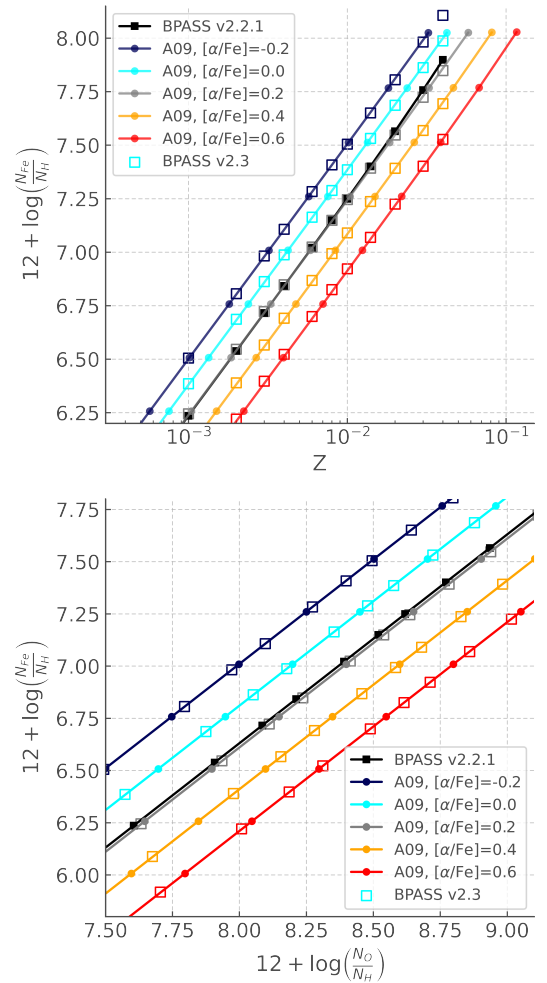 8.00
7.75
7.50
7.25
7.00
6.75
6.50
6.25
12 + log(N_Fe/N_H)
BPASS v2.2.1
A09, [α/Fe]=-0.2
A09, [α/Fe]=0.0
A09, [α/Fe]=0.2
A09, [α/Fe]=0.4
A09, [α/Fe]=0.6
BPASS v2.3
10⁻³ 10⁻² 10⁻¹
Z
7.75
7.50
7.25
7.00
6.75
6.50
6.25
6.00
12 + log(N_Fe/N_H)
BPASS v2.2.1
A09, [α/Fe]=-0.2
A09, [α/Fe]=0.0
A09, [α/Fe]=0.2
A09, [α/Fe]=0.4
A09, [α/Fe]=0.6
BPASS v2.3
7.50 7.75 8.00 8.25 8.50 8.75 9.00
12 + log(N_O/N_H)